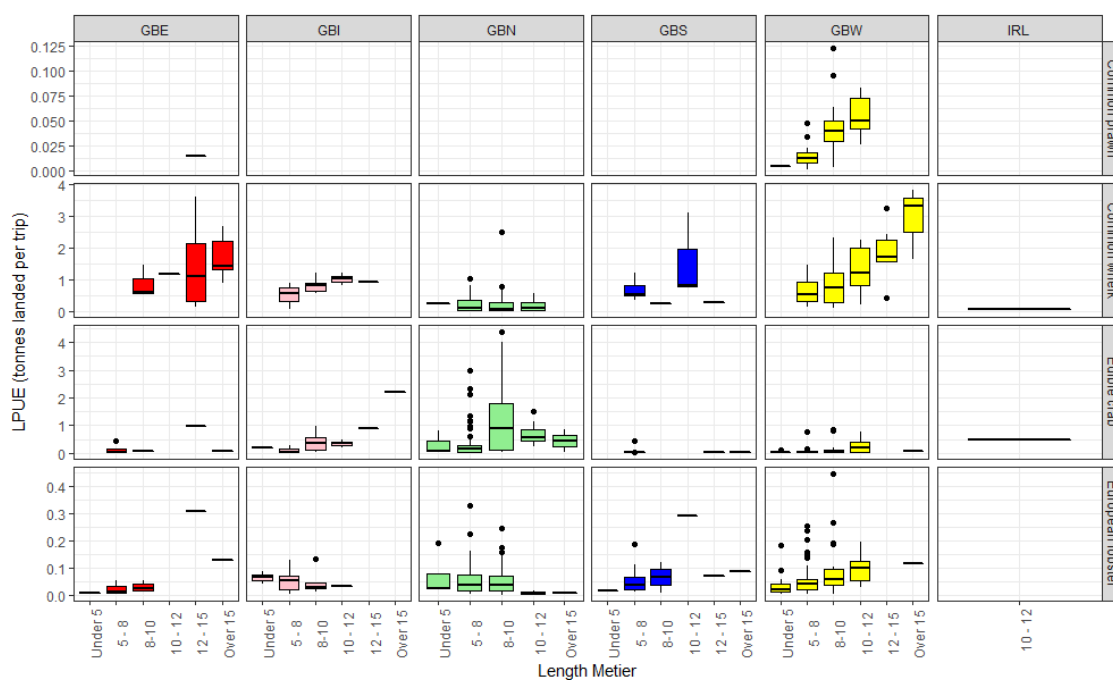 GBE GBI GBN GBS GBW IRL
0.125
0.100
0.075
0.050
0.025
0.000
Common prawn
4
3
2
1
0
Common whelk
4
3
2
1
0
Edible crab
0.4
0.3
0.2
0.1
0.0
European lobster
LPUE (tonnes landed per trip)
Under 5 5 - 8 8-10 10 - 12 12 - 15 Over 15 Under 5 5 - 8 8-10 10 - 12 12 - 15 Over 15 Under 5 5 - 8 8-10 10 - 12 12 - 15 Over 15 Under 5 5 - 8 8-10 10 - 12 12 - 15 Over 15 Under 5 5 - 8 8-10 10 - 12 12 - 15 Over 15 10 - 12
Length Metier